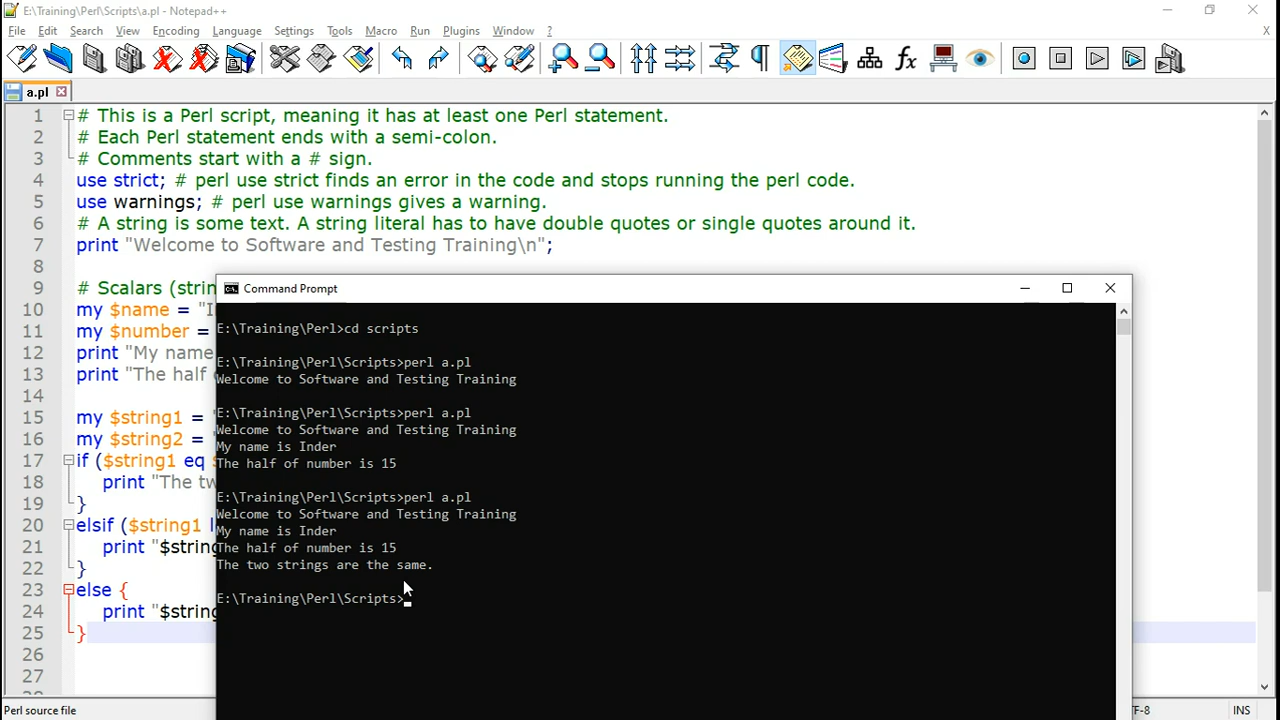 E:\Training\Perl\Scripts\a.pl - Notepad++
File Edit Search View Encoding Language Settings Tools Macro Run Plugins Window ? X
a.pl
1 # This is a Perl script, meaning it has at least one Perl statement.
2 # Each Perl statement ends with a semi-colon.
3 # Comments start with a # sign.
4 use strict; # perl use strict finds an error in the code and stops running the perl code.
5 use warnings; # perl use warnings gives a warning.
6 # A string is some text. A string literal has to have double quotes or single quotes around it.
7 print "Welcome to Software and Testing Training\n";
8
9 # Scalars (strin
10 my $name = "I
11 my $number =
12 print "My name
13 print "The half
14
15 my $string1 = "
16 my $string2 = "
17 if ($string1 eq $
18 print "The tw
19 }
20 elsif ($string1 l
21 print "$string
22 }
23 else {
24 print "$string
25 }
26
27
28
Command Prompt
E:\Training\Perl>cd scripts
E:\Training\Perl\Scripts>perl a.pl
Welcome to Software and Testing Training
E:\Training\Perl\Scripts>perl a.pl
Welcome to Software and Testing Training
My name is Inder
The half of number is 15
E:\Training\Perl\Scripts>perl a.pl
Welcome to Software and Testing Training
My name is Inder
The half of number is 15
The two strings are the same.
E:\Training\Perl\Scripts>
Perl source file
TF-8 INS